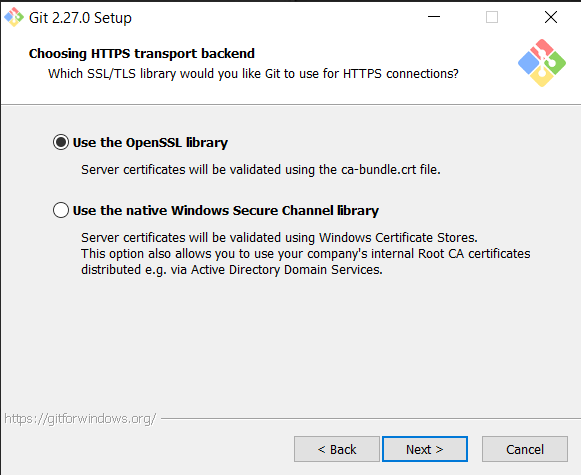 Git 2.27.0 Setup
Choosing HTTPS transport backend
Which SSL/TLS library would you like Git to use for HTTPS connections?
Use the OpenSSL library
Server certificates will be validated using the ca-bundle.crt file.
Use the native Windows Secure Channel library
Server certificates will be validated using Windows Certificate Stores.
This option also allows you to use your company's internal Root CA certificates
distributed e.g. via Active Directory Domain Services.
https://gitforwindows.org/
< Back
Next >
Cancel